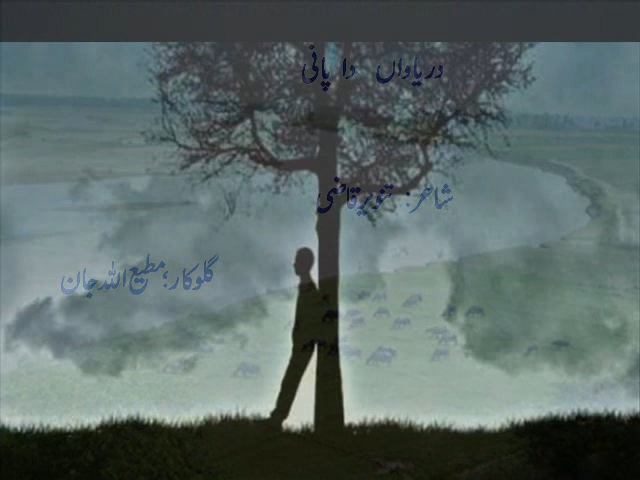 دریاواں دا پانی
شاعر: تنویر قاضی
گلوکار؛ مطیع اللہ جان